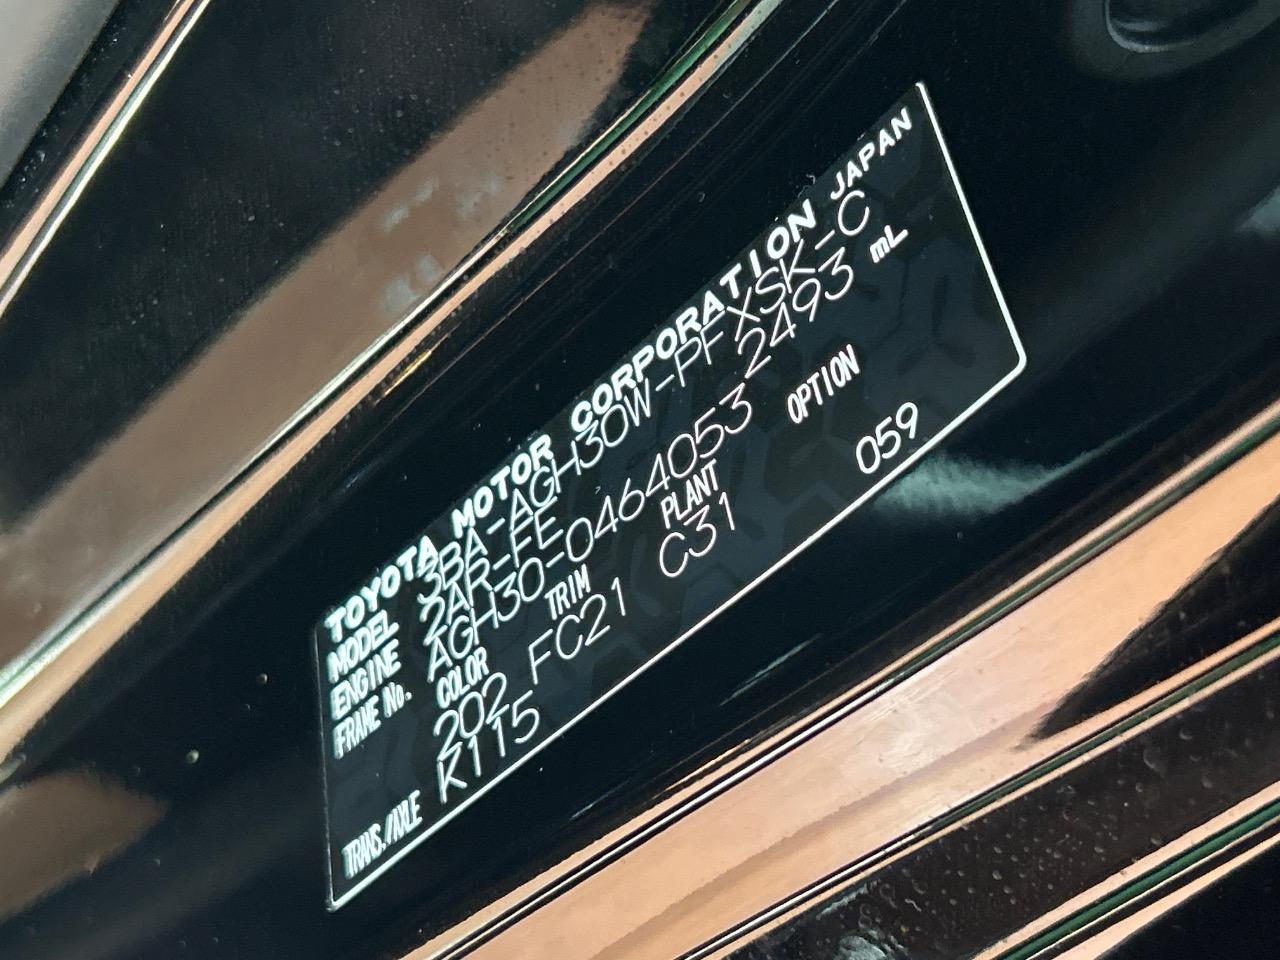 TOYOTA MOTOR CORPORATION JAPAN
MODEL 3BA-AGH30W-PFXSK-C
ENGINE 2AR-FE 2493 mL
FRAME No. AGH30-0464053
COLOR TRIM PLANT OPTION
202 FC21 C31 059
TRANS./AXLE K115